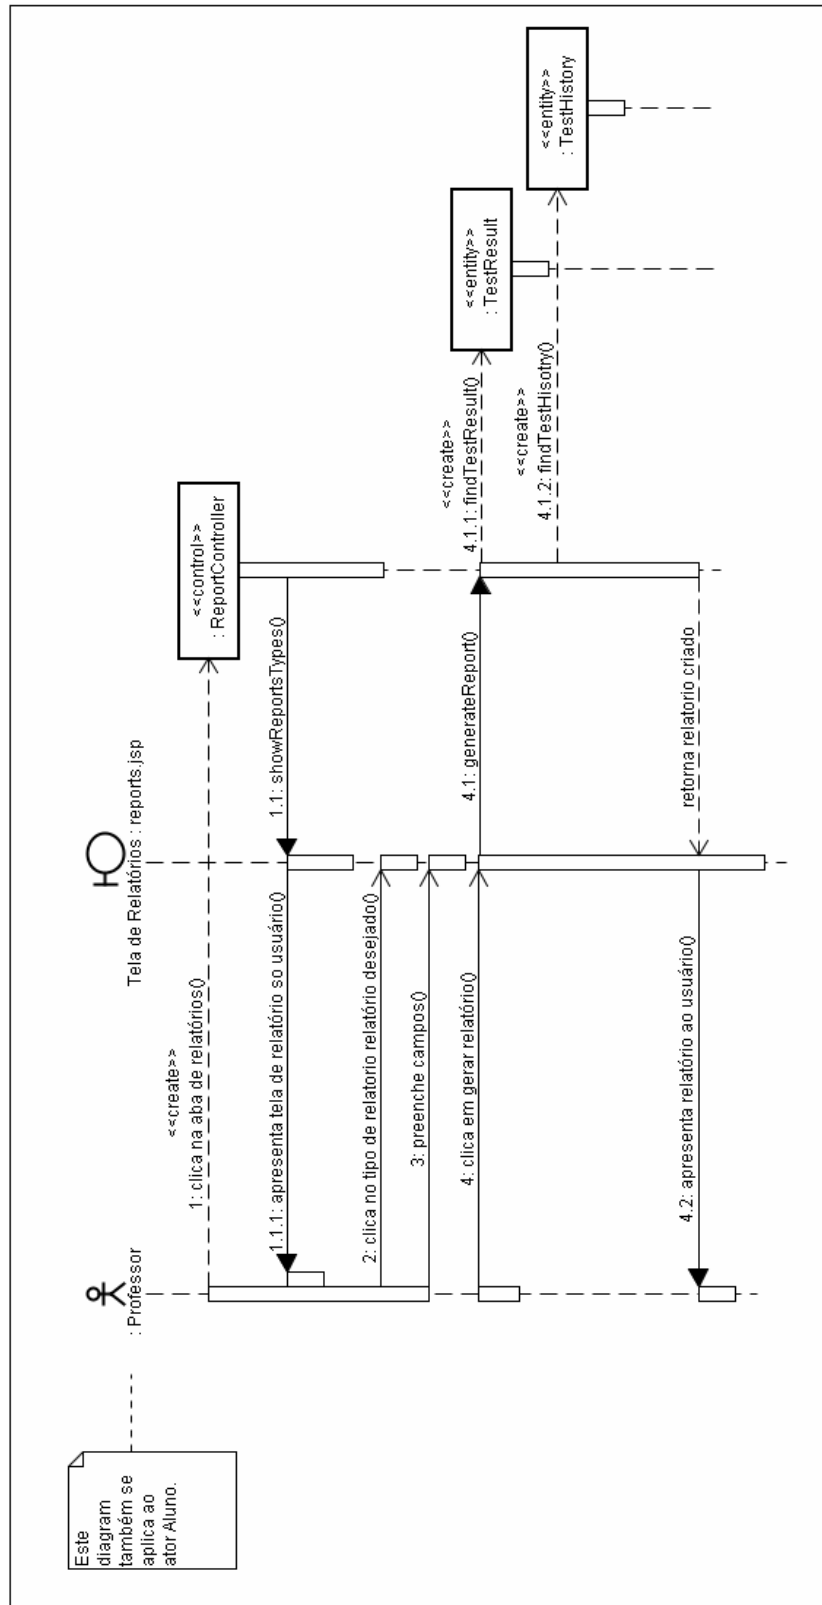 Este
diagram
também se
aplica ao
ator Aluno.
: Professor
Tela de Relatórios : reports.jsp
<<control>>
: ReportController
<<entity>>
: TestResult
<<entity>>
: TestHistory
<<create>>
1: clica na aba de relatórios()
1.1: showReportsTypes()
1.1.1: apresenta tela de relatório so usuário()
2: clica no tipo de relatorio relatório desejado()
3: preenche campos()
4: clica em gerar relatório()
4.1: generateReport()
<<create>>
4.1.1: findTestResult()
<<create>>
4.1.2: findTestHisotry()
retorna relatorio criado
4.2: apresenta relatório ao usuário()